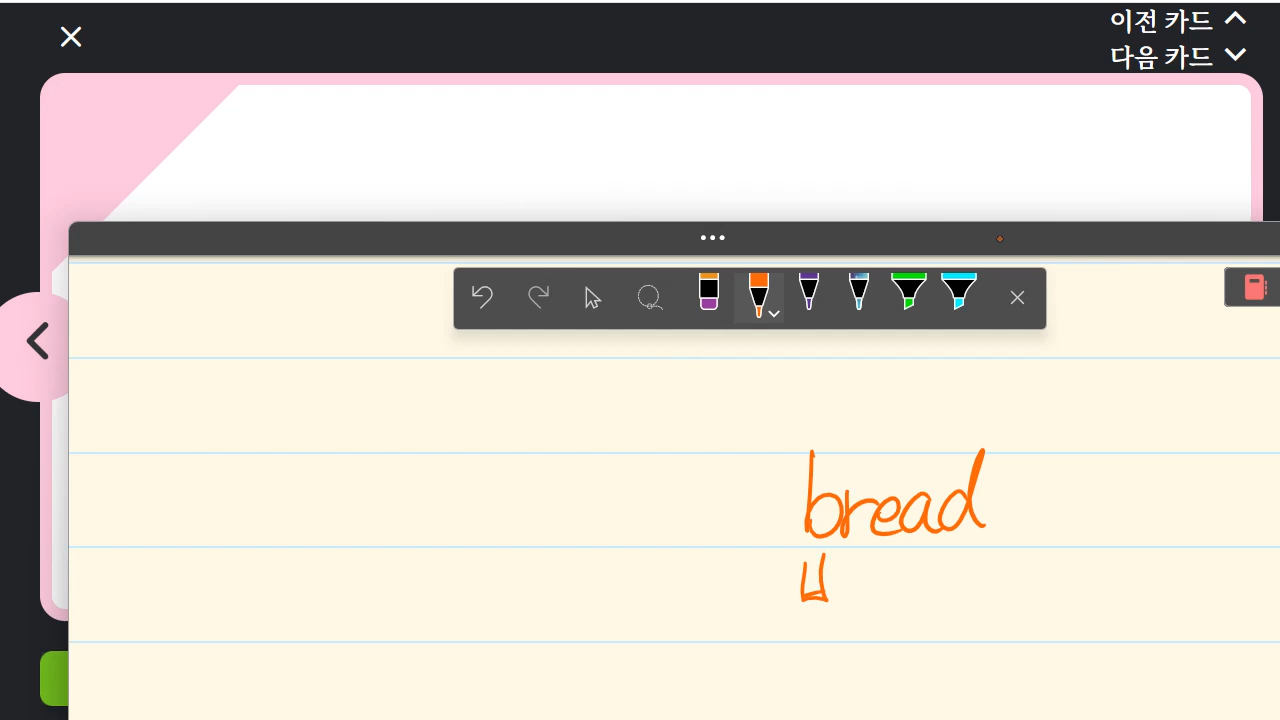 이전 카드
다음 카드
bread
ㅂ